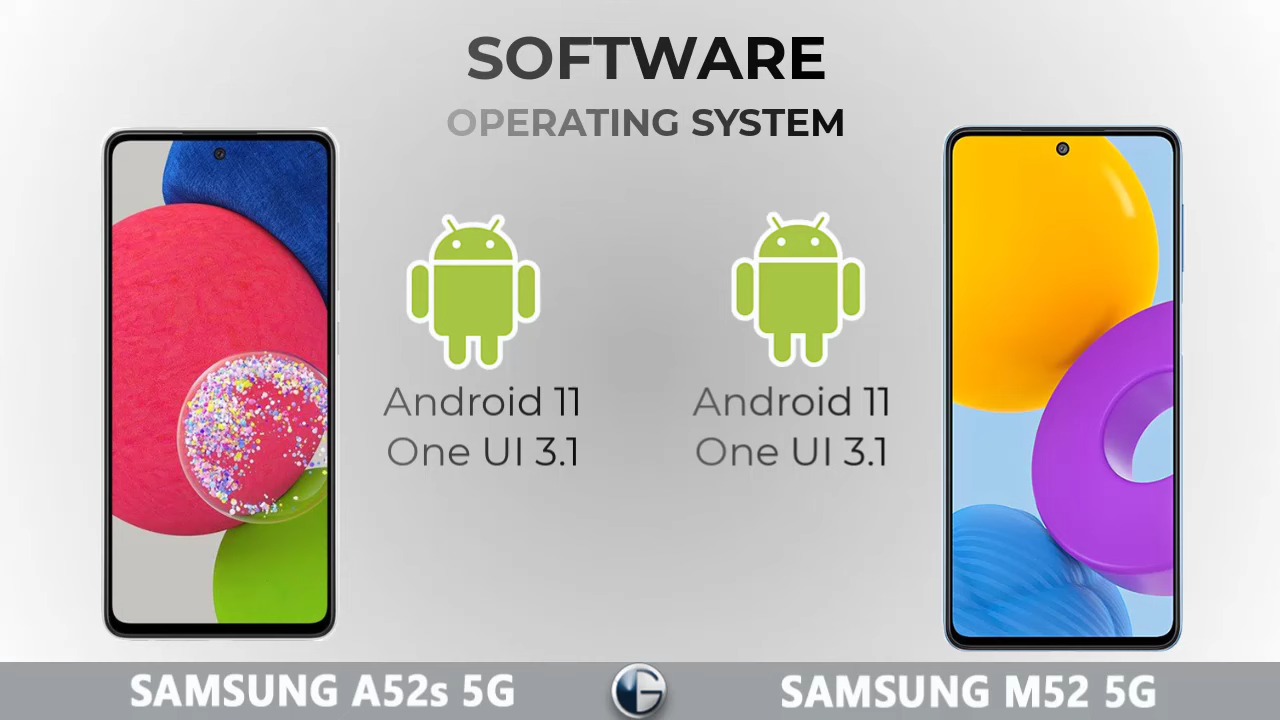 SOFTWARE
OPERATING SYSTEM
Android 11
One UI 3.1
Android 11
One UI 3.1
SAMSUNG A52s 5G
G
SAMSUNG M52 5G